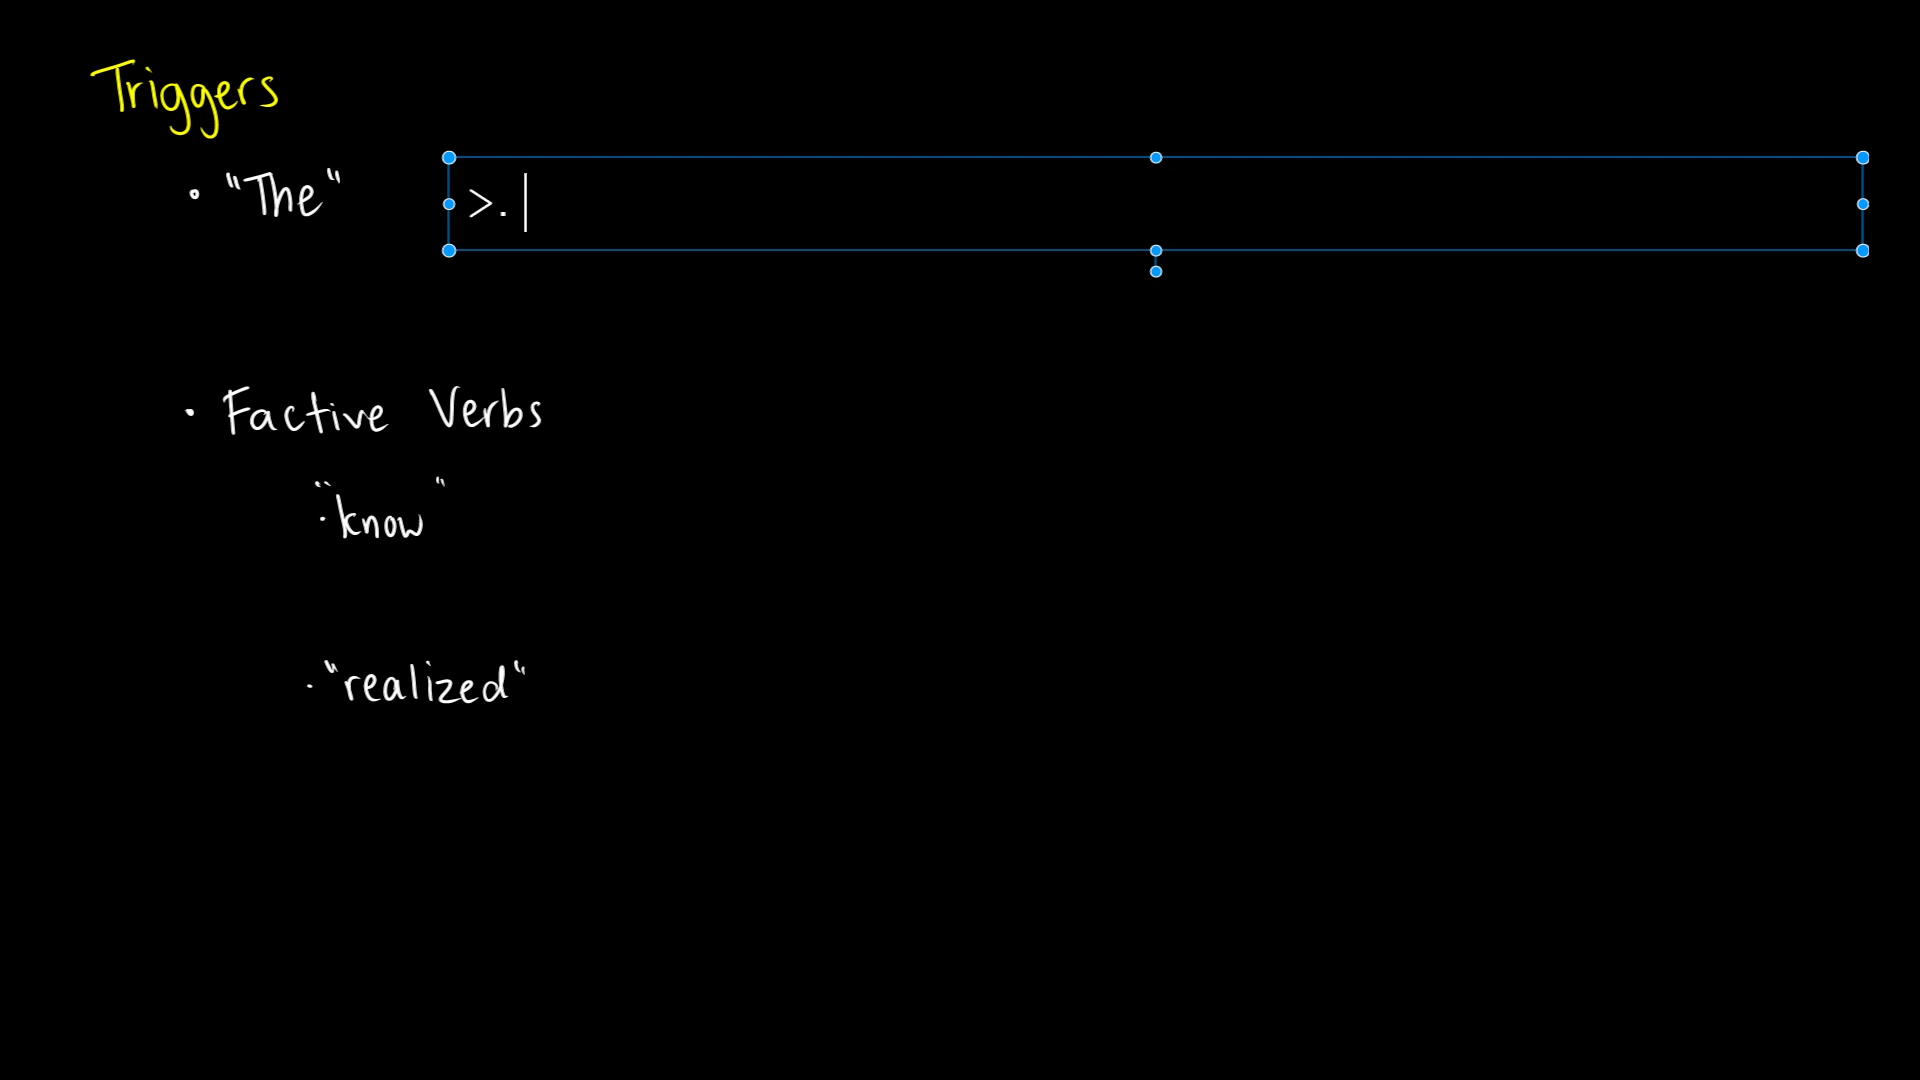 Triggers
• "The" >.
• Factive Verbs
• "know"
• "realized"